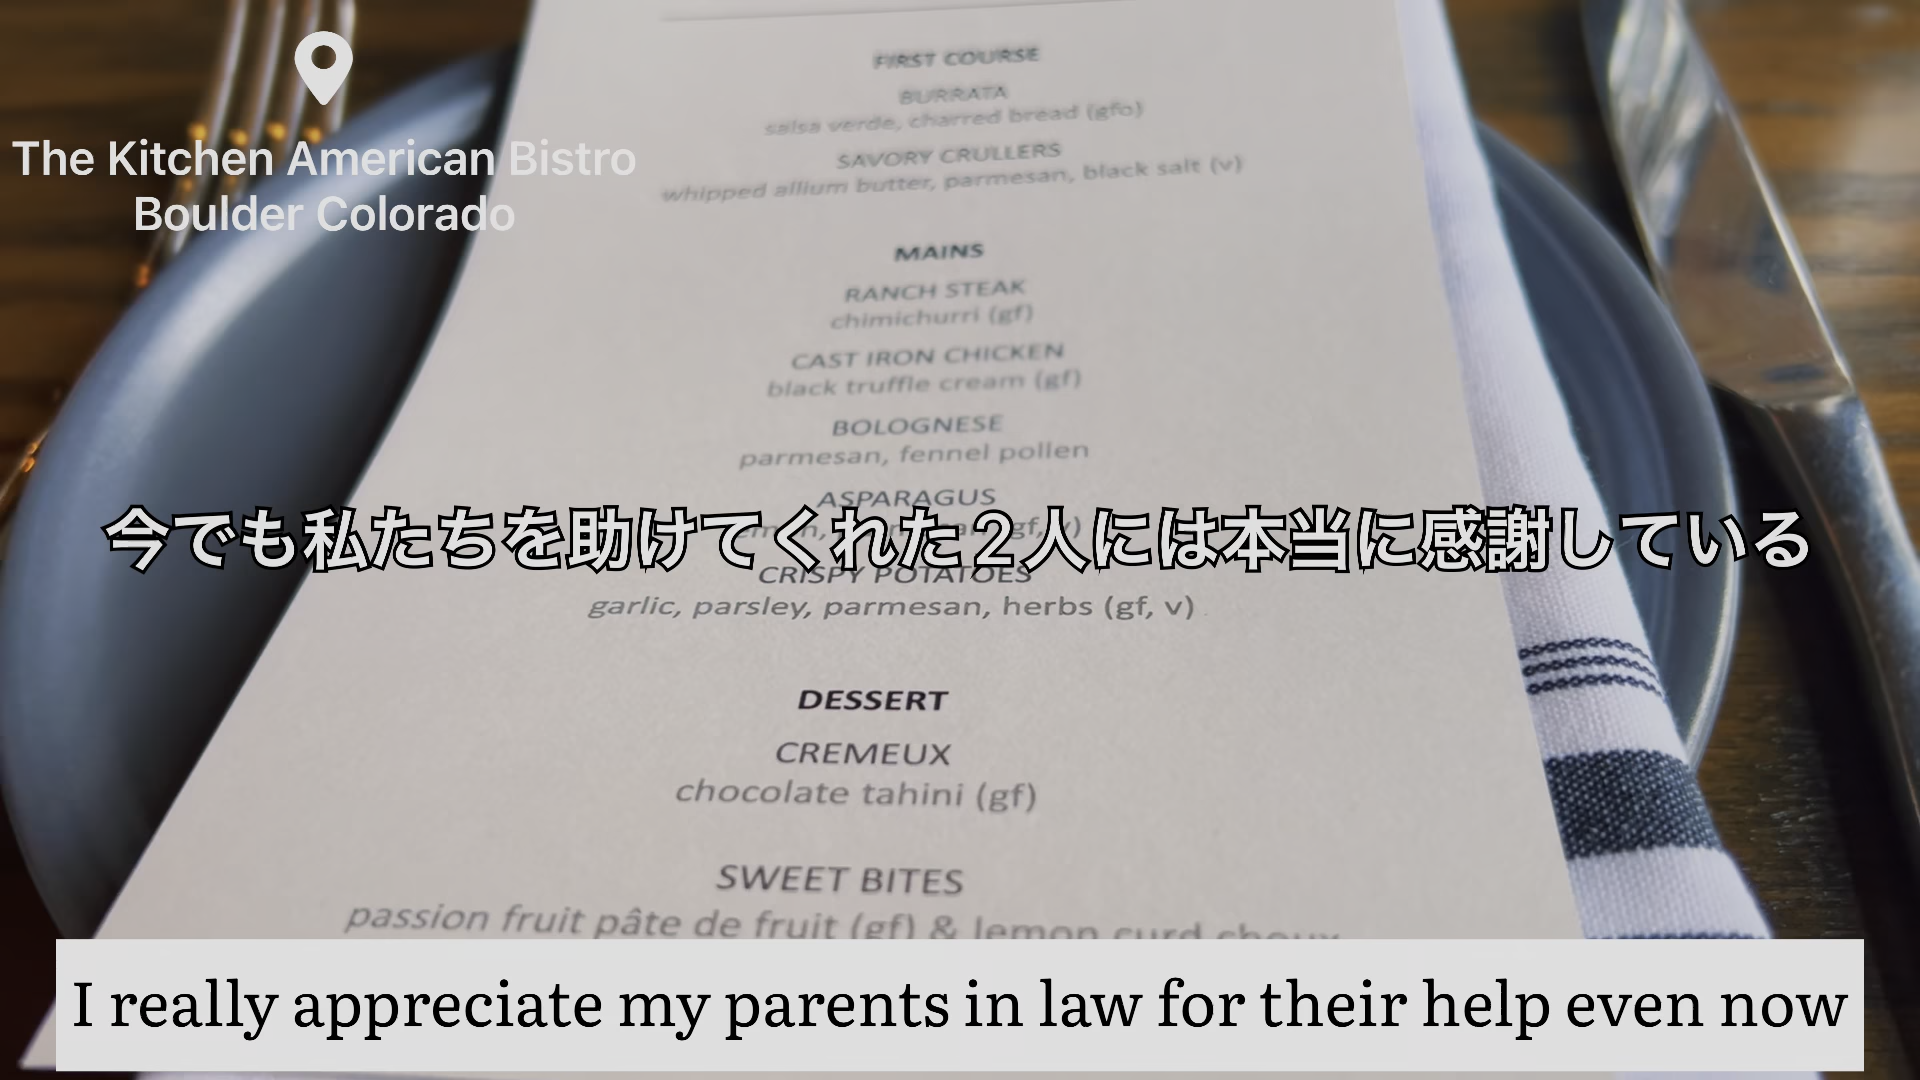 The Kitchen American Bistro
Boulder Colorado
FIRST COURSE
BURRATA
salsa verde, charred bread (gfo)
SAVORY CRULLERS
whipped allium butter, parmesan, black salt (v)
MAINS
RANCH STEAK
chimichurri (gf)
CAST IRON CHICKEN
black truffle cream (gf)
BOLOGNESE
parmesan, fennel pollen
ASPARAGUS
今でも私たちを助けてくれた2人には本当に感謝している
CRISPY POTATOES
garlic, parsley, parmesan, herbs (gf, v)
DESSERT
CREMEUX
chocolate tahini (gf)
SWEET BITES
passion fruit pâte de fruit (gf) & lemon curd choux
I really appreciate my parents in law for their help even now